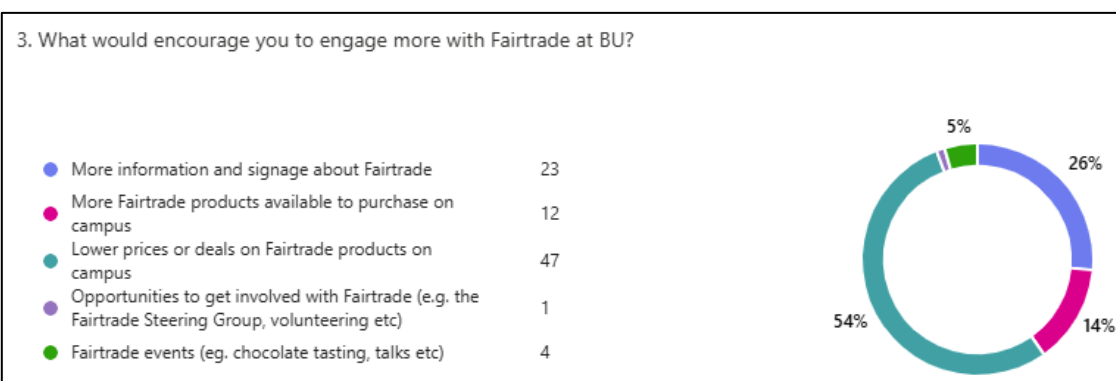 3. What would encourage you to engage more with Fairtrade at BU?
More information and signage about Fairtrade 23
More Fairtrade products available to purchase on
campus
12
Lower prices or deals on Fairtrade products on
campus
47
Opportunities to get involved with Fairtrade (e.g. the
Fairtrade Steering Group, volunteering etc)
1
Fairtrade events (eg. chocolate tasting, talks etc) 4
5%
26%
54%
14%